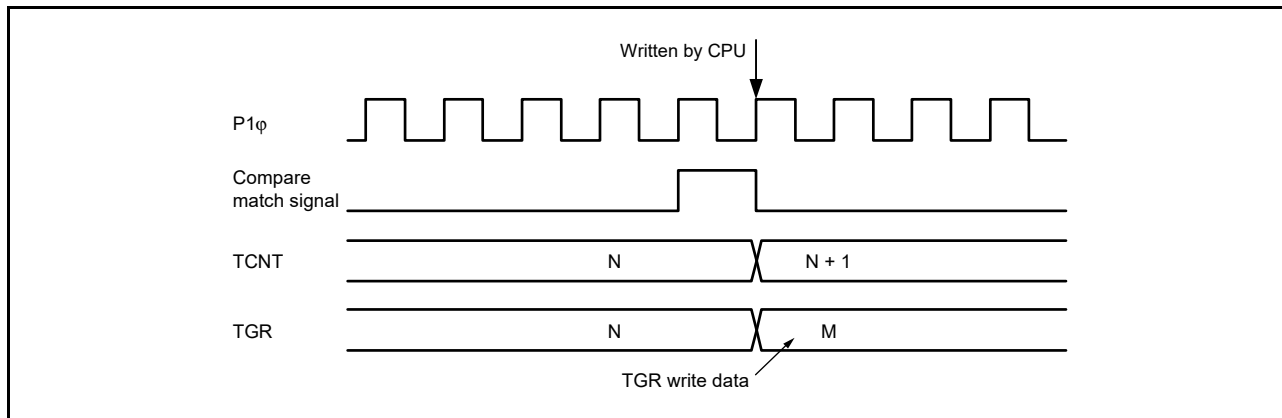 Written by CPU
P1φ
Compare
match signal
TCNT
N
N + 1
TGR
N
M
TGR write data